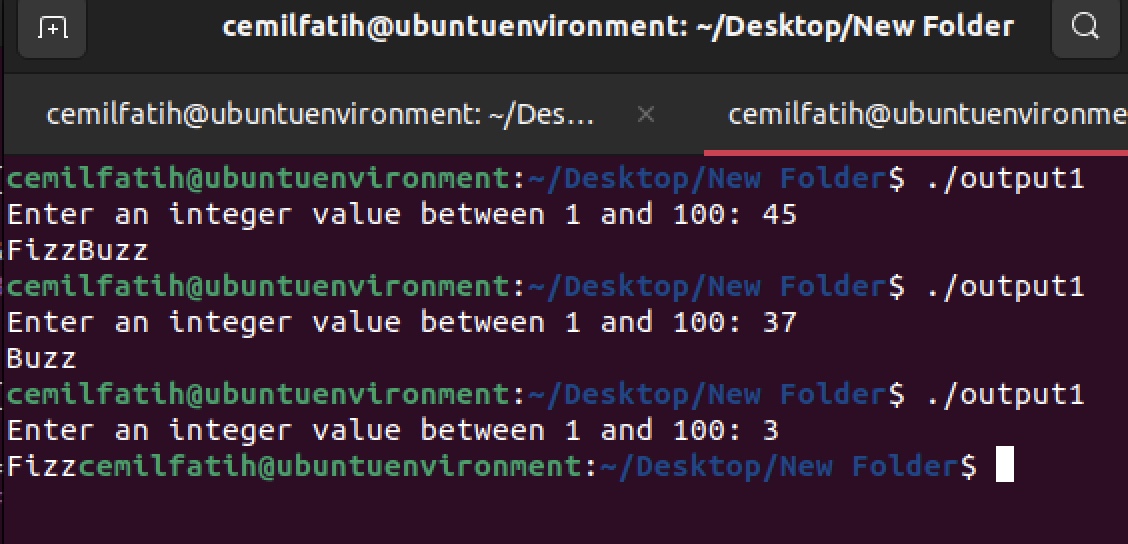 cemilfatih@ubuntuenvironment: ~/Desktop/New Folder
cemilfatih@ubuntuenvironment: ~/Des...
cemilfatih@ubuntuenvironme
cemilfatih@ubuntuenvironment:~/Desktop/New Folder$ ./output1
Enter an integer value between 1 and 100: 45
FizzBuzz
cemilfatih@ubuntuenvironment:~/Desktop/New Folder$ ./output1
Enter an integer value between 1 and 100: 37
Buzz
cemilfatih@ubuntuenvironment:~/Desktop/New Folder$ ./output1
Enter an integer value between 1 and 100: 3
Fizzcemilfatih@ubuntuenvironment:~/Desktop/New Folder$